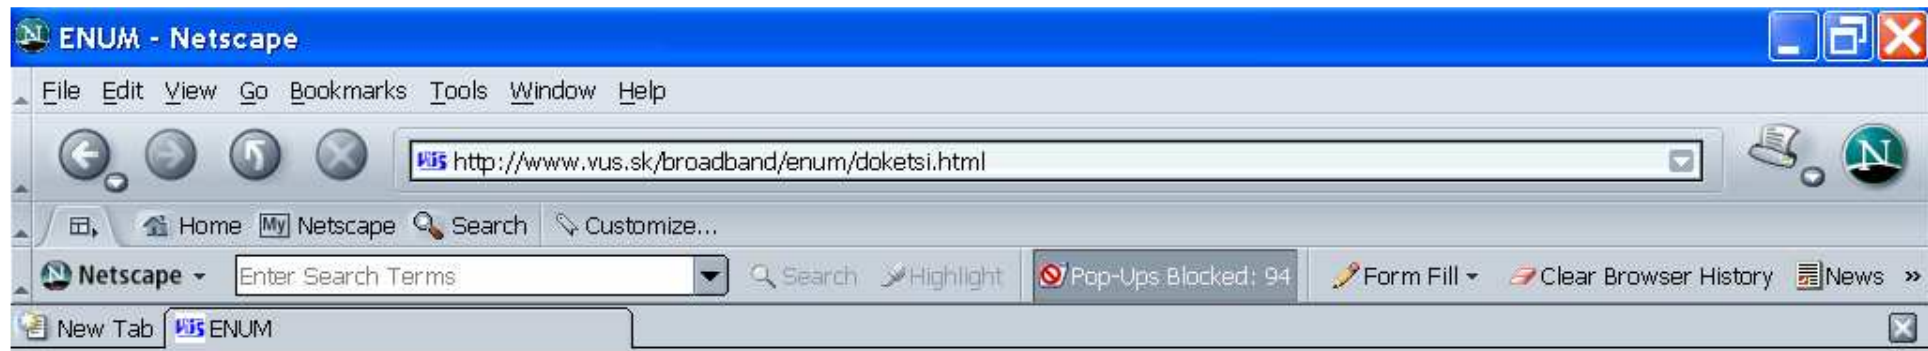 ENUM - Netscape
File Edit View Go Bookmarks Tools Window Help
http://www.vus.sk/broadband/enum/doketsi.html
Home My Netscape Search Customize...
Netscape Enter Search Terms Search Highlight Pop-Ups Blocked: 94 Form Fill Clear Browser History News »
New Tab ENUM